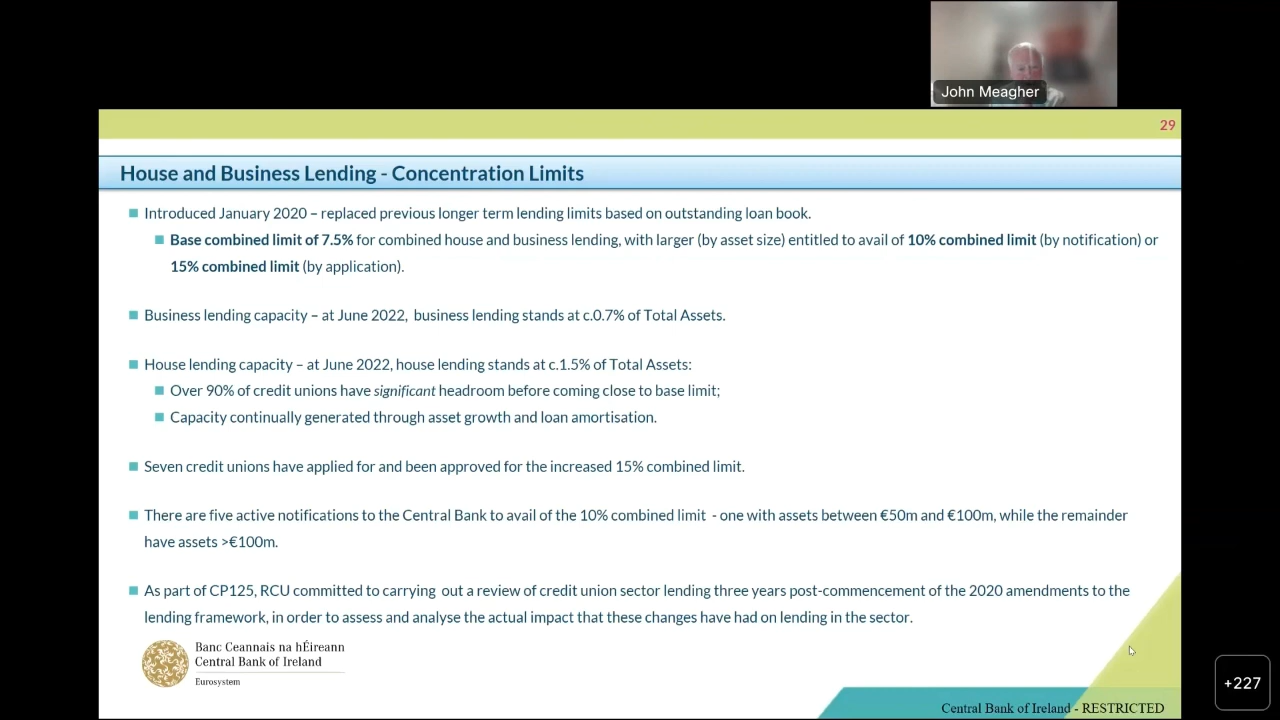 John Meagher
29
House and Business Lending - Concentration Limits
Introduced January 2020 – replaced previous longer term lending limits based on outstanding loan book.
Base combined limit of 7.5% for combined house and business lending, with larger (by asset size) entitled to avail of 10% combined limit (by notification) or
15% combined limit (by application).
Business lending capacity – at June 2022, business lending stands at c.0.7% of Total Assets.
House lending capacity – at June 2022, house lending stands at c.1.5% of Total Assets:
Over 90% of credit unions have significant headroom before coming close to base limit;
Capacity continually generated through asset growth and loan amortisation.
Seven credit unions have applied for and been approved for the increased 15% combined limit.
There are five active notifications to the Central Bank to avail of the 10% combined limit - one with assets between €50m and €100m, while the remainder
have assets >€100m.
As part of CP125, RCU committed to carrying out a review of credit union sector lending three years post-commencement of the 2020 amendments to the
lending framework, in order to assess and analyse the actual impact that these changes have had on lending in the sector.
Banc Ceannais na hÉireann
Central Bank of Ireland
Eurosystem
+227
Central Bank of Ireland - RESTRICTED